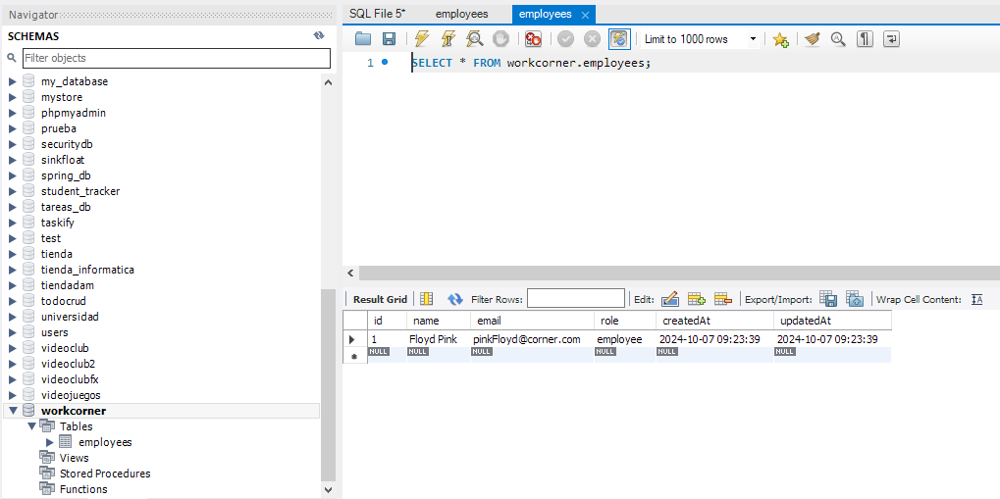 Navigator
SCHEMAS
Filter objects
my_database
mystore
phpmyadmin
prueba
securitydb
sinkfloat
spring_db
student_tracker
tareas_db
taskify
test
tienda
tienda_informatica
tiendadam
todocrud
universidad
users
videoclub
videoclub2
videoclubfx
videojuegos
workcorner
Tables
employees
Views
Stored Procedures
Functions
SQL File 5* employees employees
Limit to 1000 rows
1 SELECT * FROM workcorner.employees;
Result Grid Filter Rows: Edit: Export/Import: Wrap Cell Content:
id name email role createdAt updatedAt
1 Floyd Pink pinkFloyd@corner.com employee 2024-10-07 09:23:39 2024-10-07 09:23:39
NULL NULL NULL NULL NULL NULL